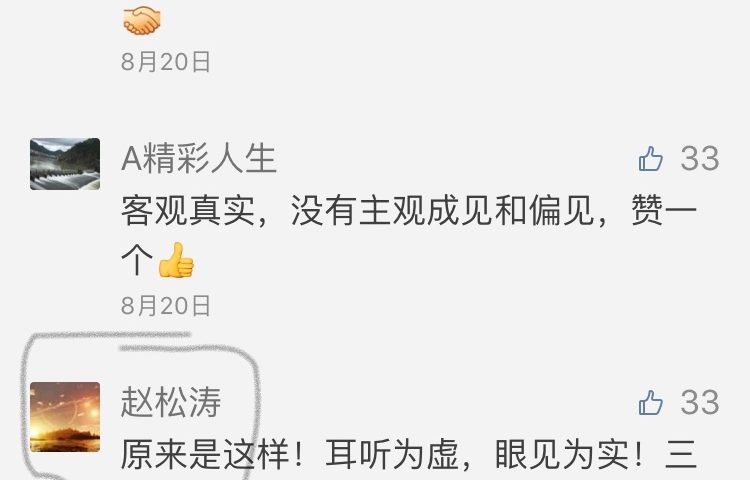 8月20日
A精彩人生
33
客观真实，没有主观成见和偏见，赞一
个👍
8月20日
赵松涛
33
原来是这样！耳听为虚，眼见为实！三